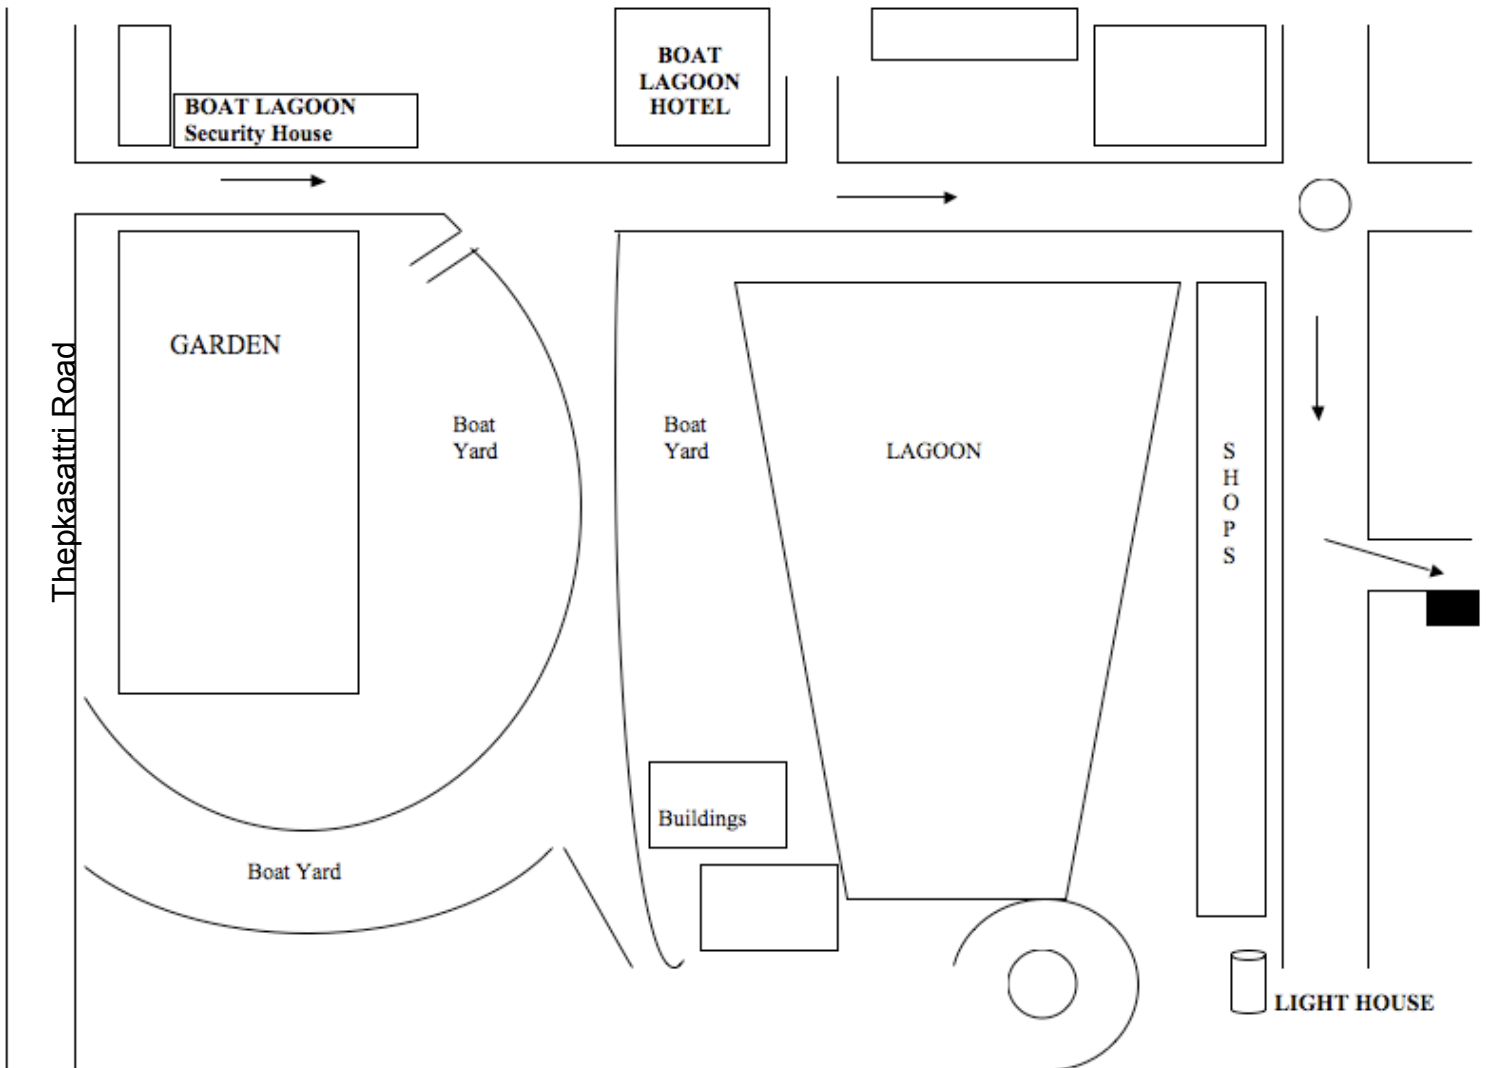 BOAT
LAGOON
HOTEL
BOAT LAGOON
Security House
GARDEN
Thepkasattri Road
Boat
Yard
Boat
Yard
LAGOON
S
H
O
P
S
Buildings
Boat Yard
LIGHT HOUSE